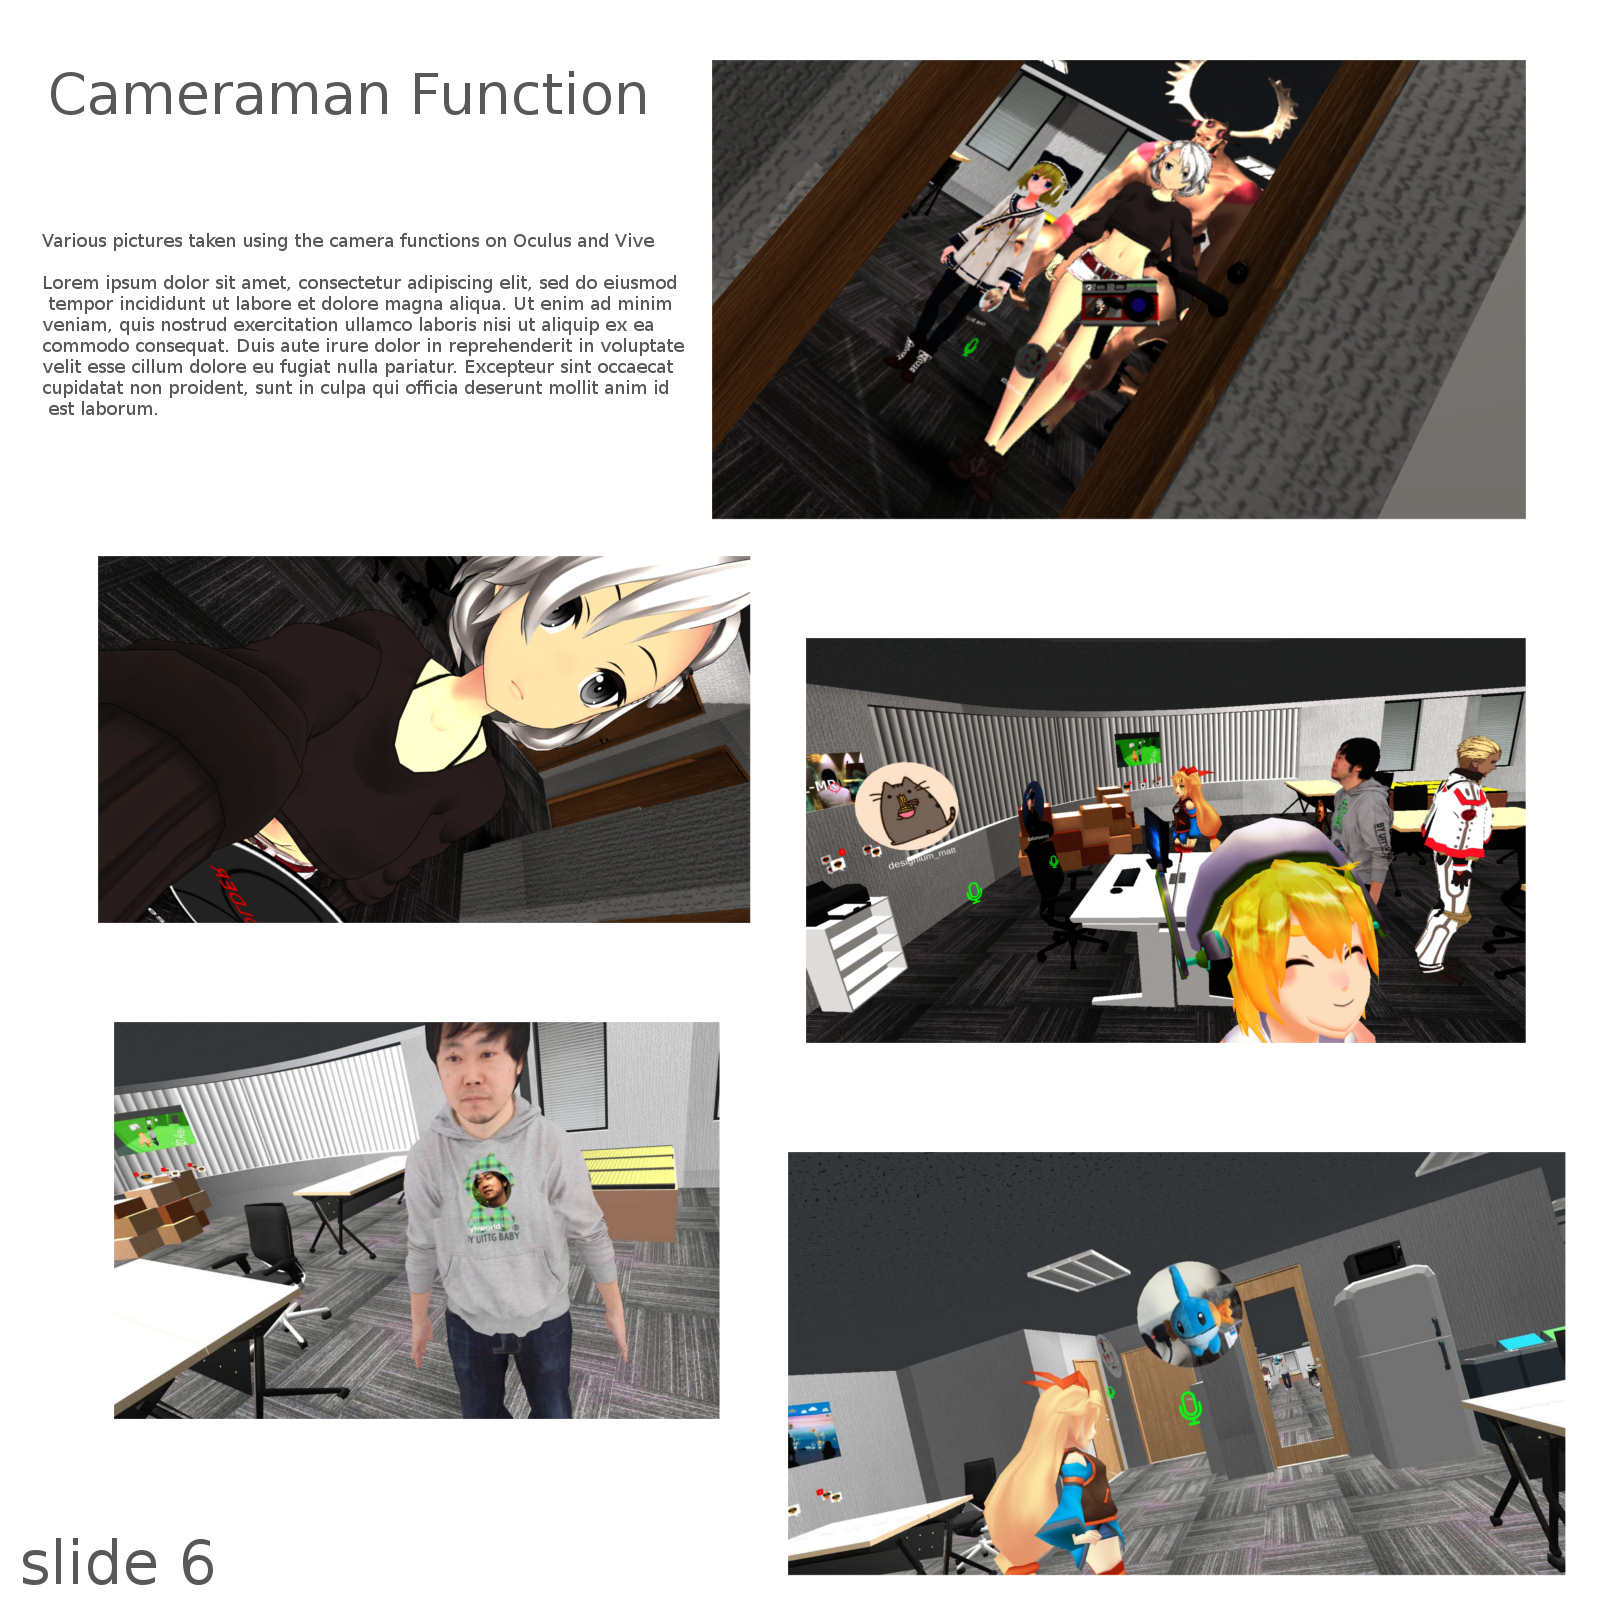 Cameraman Function
Various pictures taken using the camera functions on Oculus and Vive
Lorem ipsum dolor sit amet, consectetur adipiscing elit, sed do eiusmod
tempor incididunt ut labore et dolore magna aliqua. Ut enim ad minim
veniam, quis nostrud exercitation ullamco laboris nisi ut aliquip ex ea
commodo consequat. Duis aute irure dolor in reprehenderit in voluptate
velit esse cillum dolore eu fugiat nulla pariatur. Excepteur sint occaecat
cupidatat non proident, sunt in culpa qui officia deserunt mollit anim id
est laborum.
designium_matt
BY UITTG BABY
slide 6